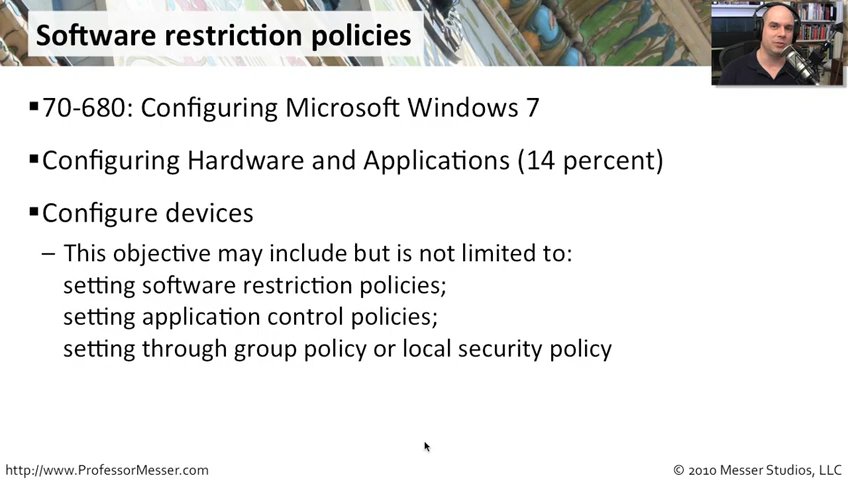 Software restriction policies
▪70-680: Configuring Microsoft Windows 7
▪Configuring Hardware and Applications (14 percent)
▪Configure devices
– This objective may include but is not limited to:
setting software restriction policies;
setting application control policies;
setting through group policy or local security policy
http://www.ProfessorMesser.com
© 2010 Messer Studios, LLC